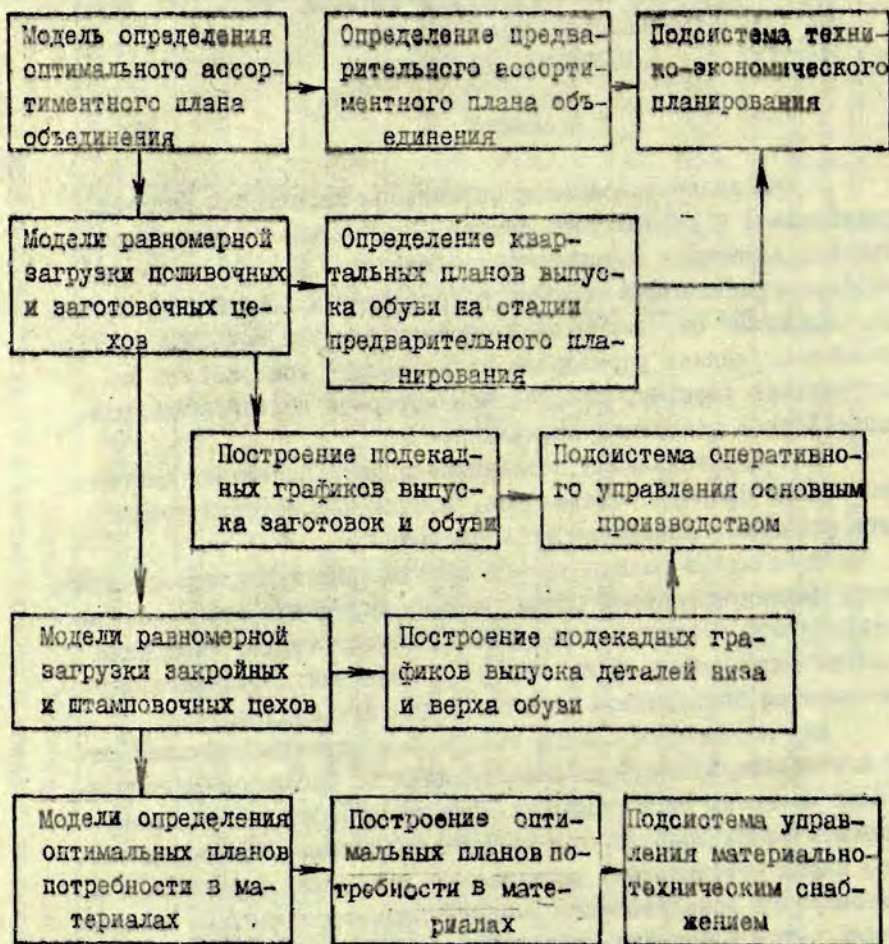 Модель определения
оптимального ассор-
тиментного плана
объединения
Определение предва-
рительного ассорти-
ментного плана объ-
единения
Подсистема техни-
ко-экономического
планирования
Модели равномерной
загрузки пошивочных
и заготовочных це-
хов
Определение квар-
тальных планов выпус-
ка обуви на стадии
предварительного пла-
нирования
Построение подекад-
ных графиков выпус-
ка заготовок и обуви
Подсистема оперативно-
го управления основным
производством
Модели равномерной
загрузки закройных
и штамповочных цехов
Построение подекадных гра-
фиков выпуска деталей низа
и верха обуви
Модели определения
оптимальных планов
потребности в ма-
териалах
Построение опти-
мальных планов по-
требности в мате-
риалах
Подсистема управ-
ления материально-
техническим снаб-
жением